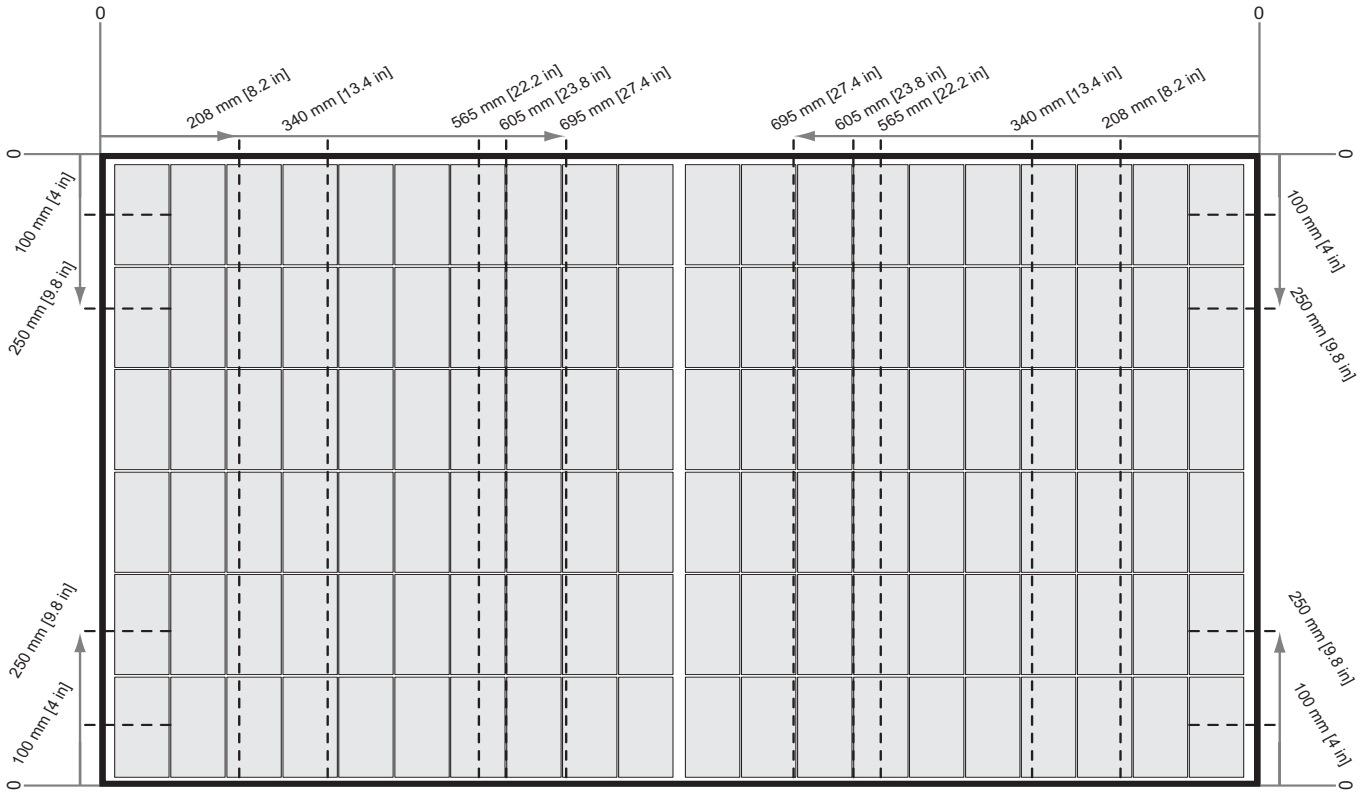 0
0
208 mm [8.2 in]
340 mm [13.4 in]
565 mm [22.2 in]
605 mm [23.8 in]
695 mm [27.4 in]
695 mm [27.4 in]
605 mm [23.8 in]
565 mm [22.2 in]
340 mm [13.4 in]
208 mm [8.2 in]
0
0
100 mm [4 in]
100 mm [4 in]
250 mm [9.8 in]
250 mm [9.8 in]
250 mm [9.8 in]
250 mm [9.8 in]
100 mm [4 in]
100 mm [4 in]
0
0